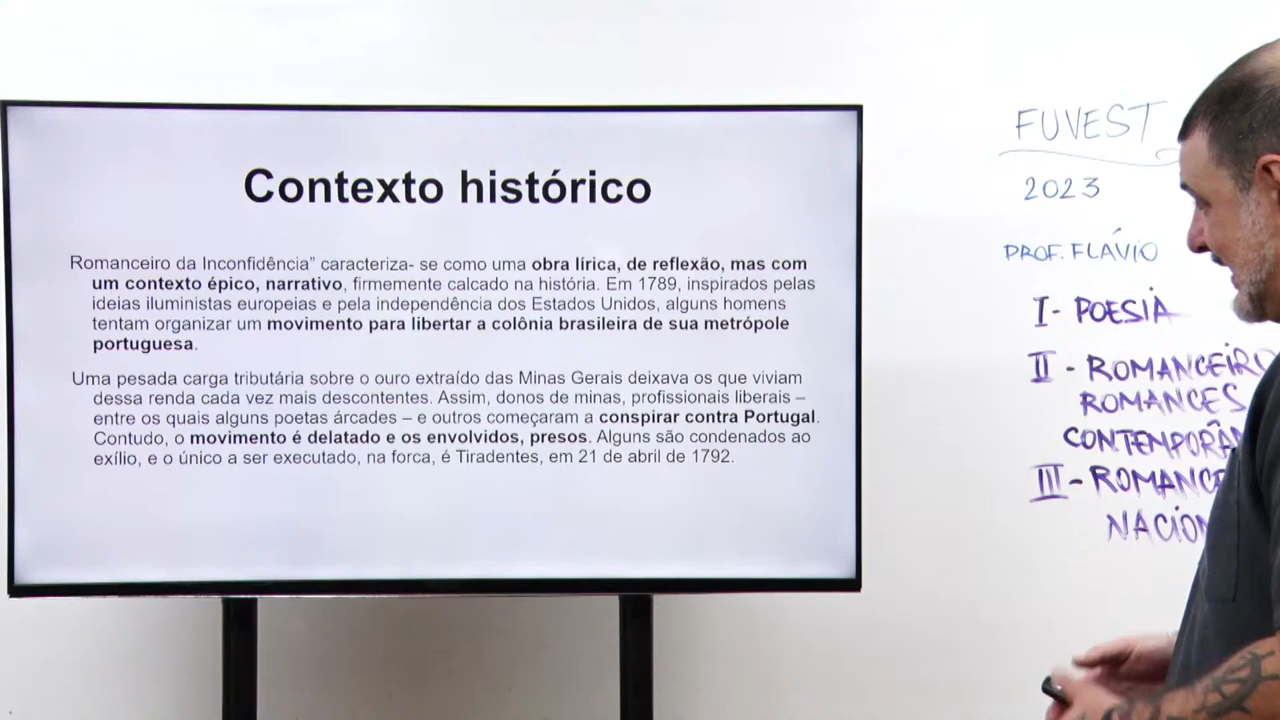 Contexto histórico
Romanceiro da Inconfidência” caracteriza- se como uma obra lírica, de reflexão, mas com
um contexto épico, narrativo, firmemente calcado na história. Em 1789, inspirados pelas
ideias iluministas europeias e pela independência dos Estados Unidos, alguns homens
tentam organizar um movimento para libertar a colônia brasileira de sua metrópole
portuguesa.
Uma pesada carga tributária sobre o ouro extraído das Minas Gerais deixava os que viviam
dessa renda cada vez mais descontentes. Assim, donos de minas, profissionais liberais –
entre os quais alguns poetas árcades – e outros começaram a conspirar contra Portugal.
Contudo, o movimento é delatado e os envolvidos, presos. Alguns são condenados ao
exílio, e o único a ser executado, na forca, é Tiradentes, em 21 de abril de 1792.
FUVEST
2023
PROF. FLÁVIO
I- POESIA
II - ROMANCEIRO
ROMANCES
III -